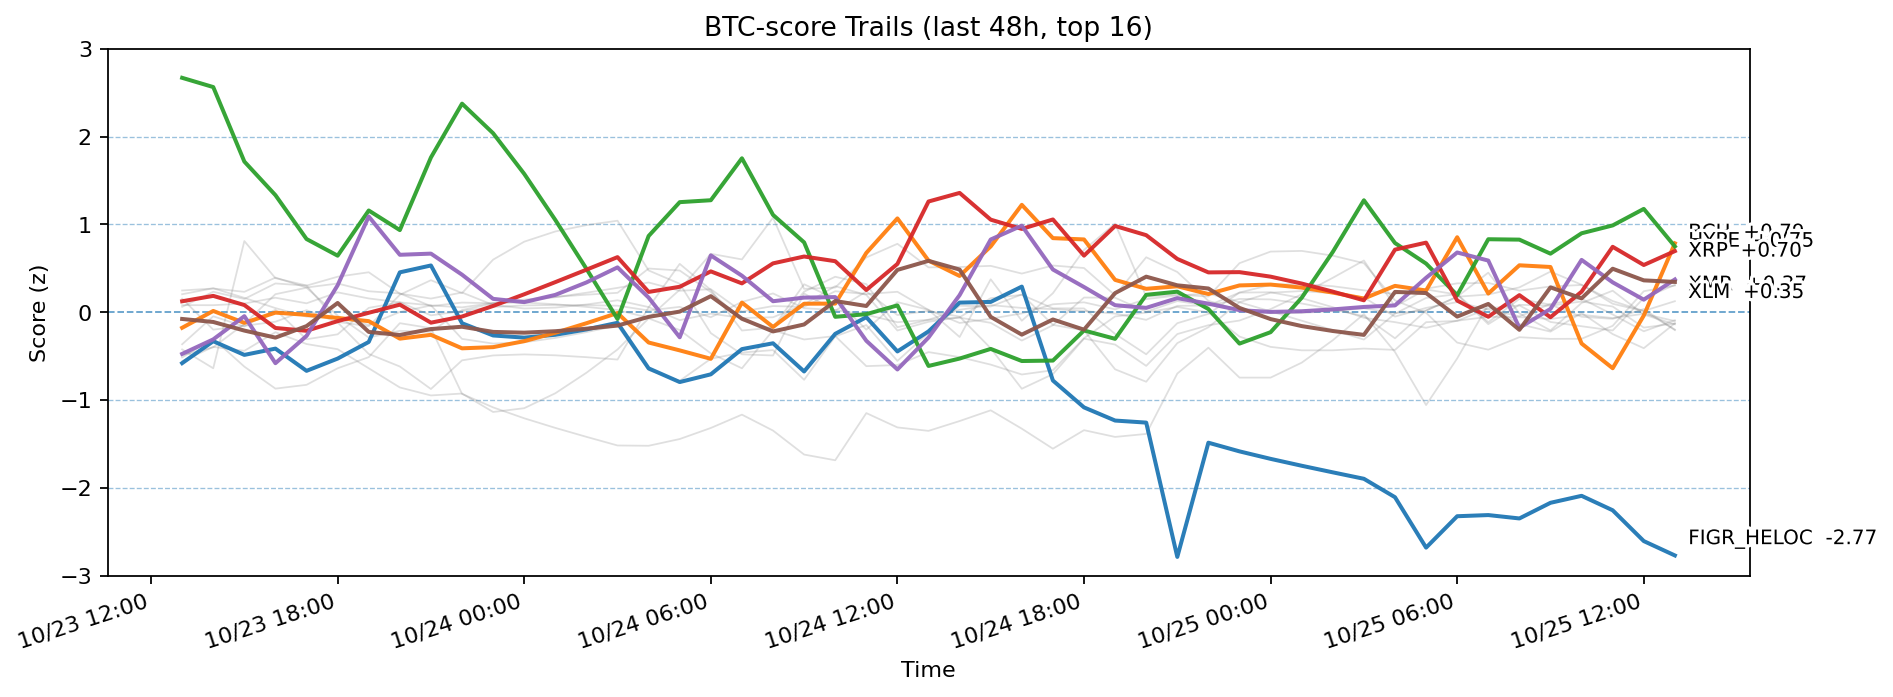 BTC-score Trails (last 48h, top 16)
Score (z)
3
2
1
0
−1
−2
−3
XRP +0.70
XLM +0.35
FIGR_HELOC -2.77
10/23 12:00
10/23 18:00
10/24 00:00
10/24 06:00
10/24 12:00
10/24 18:00
10/25 00:00
10/25 06:00
10/25 12:00
Time